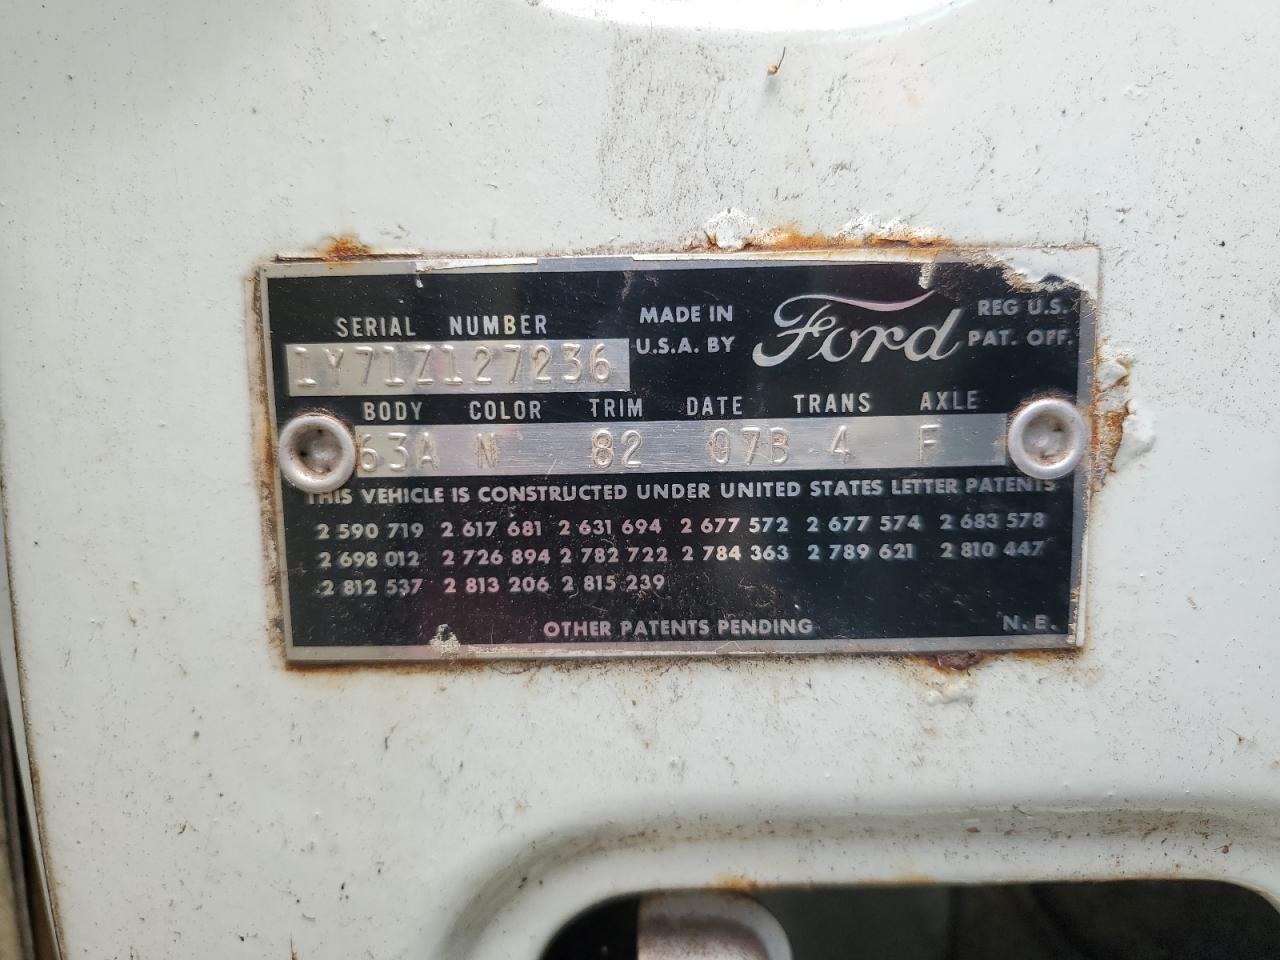 SERIAL NUMBER MADE IN U.S.A. BY Ford REG U.S. PAT. OFF.
1Y71Z127236
BODY COLOR TRIM DATE TRANS AXLE
63A N 82 07B 4 F
THIS VEHICLE IS CONSTRUCTED UNDER UNITED STATES LETTER PATENTS
2 590 719 2 617 681 2 631 694 2 677 572 2 677 574 2 683 578
2 698 012 2 726 894 2 782 722 2 784 363 2 789 621 2 810 447
2 812 537 2 813 206 2 815 239
OTHER PATENTS PENDING N.E.